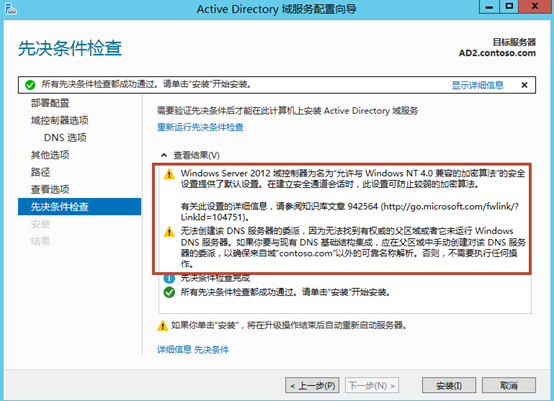 Active Directory 域服务配置向导
先决条件检查
目标服务器
AD2.contoso.com
所有先决条件检查都成功通过。请单击"安装"开始安装。
显示详细信息
部署配置
域控制器选项
DNS 选项
其他选项
路径
查看选项
先决条件检查
安装
结果
需要验证先决条件后才能在此计算机上安装 Active Directory 域服务
重新运行先决条件检查
查看结果(V)
Windows Server 2012 域控制器为名为"允许与 Windows NT 4.0 兼容的加密算法"的安
全设置提供了默认设置。在建立安全通道会话时，此设置可防止较弱的加密算法。
有关此设置的详细信息，请参阅知识库文章 942564 (http://go.microsoft.com/fwlink/?
LinkId=104751)。
无法创建该 DNS 服务器的委派，因为无法找到有权威的父区域或者它未运行 Windows
DNS 服务器。如果你要与现有 DNS 基础结构集成，应在父区域中手动创建对该 DNS 服务
器的委派，以确保来自域"contoso.com"以外的可靠名称解析。否则，不需要执行任何操
作。
先决条件检查完成
所有先决条件检查都成功通过。请单击"安装"开始安装。
如果你单击"安装"，将在升级操作结束后自动重新启动服务器。
详细信息 先决条件
< 上一步(P)
下一步(N) >
安装(I)
取消